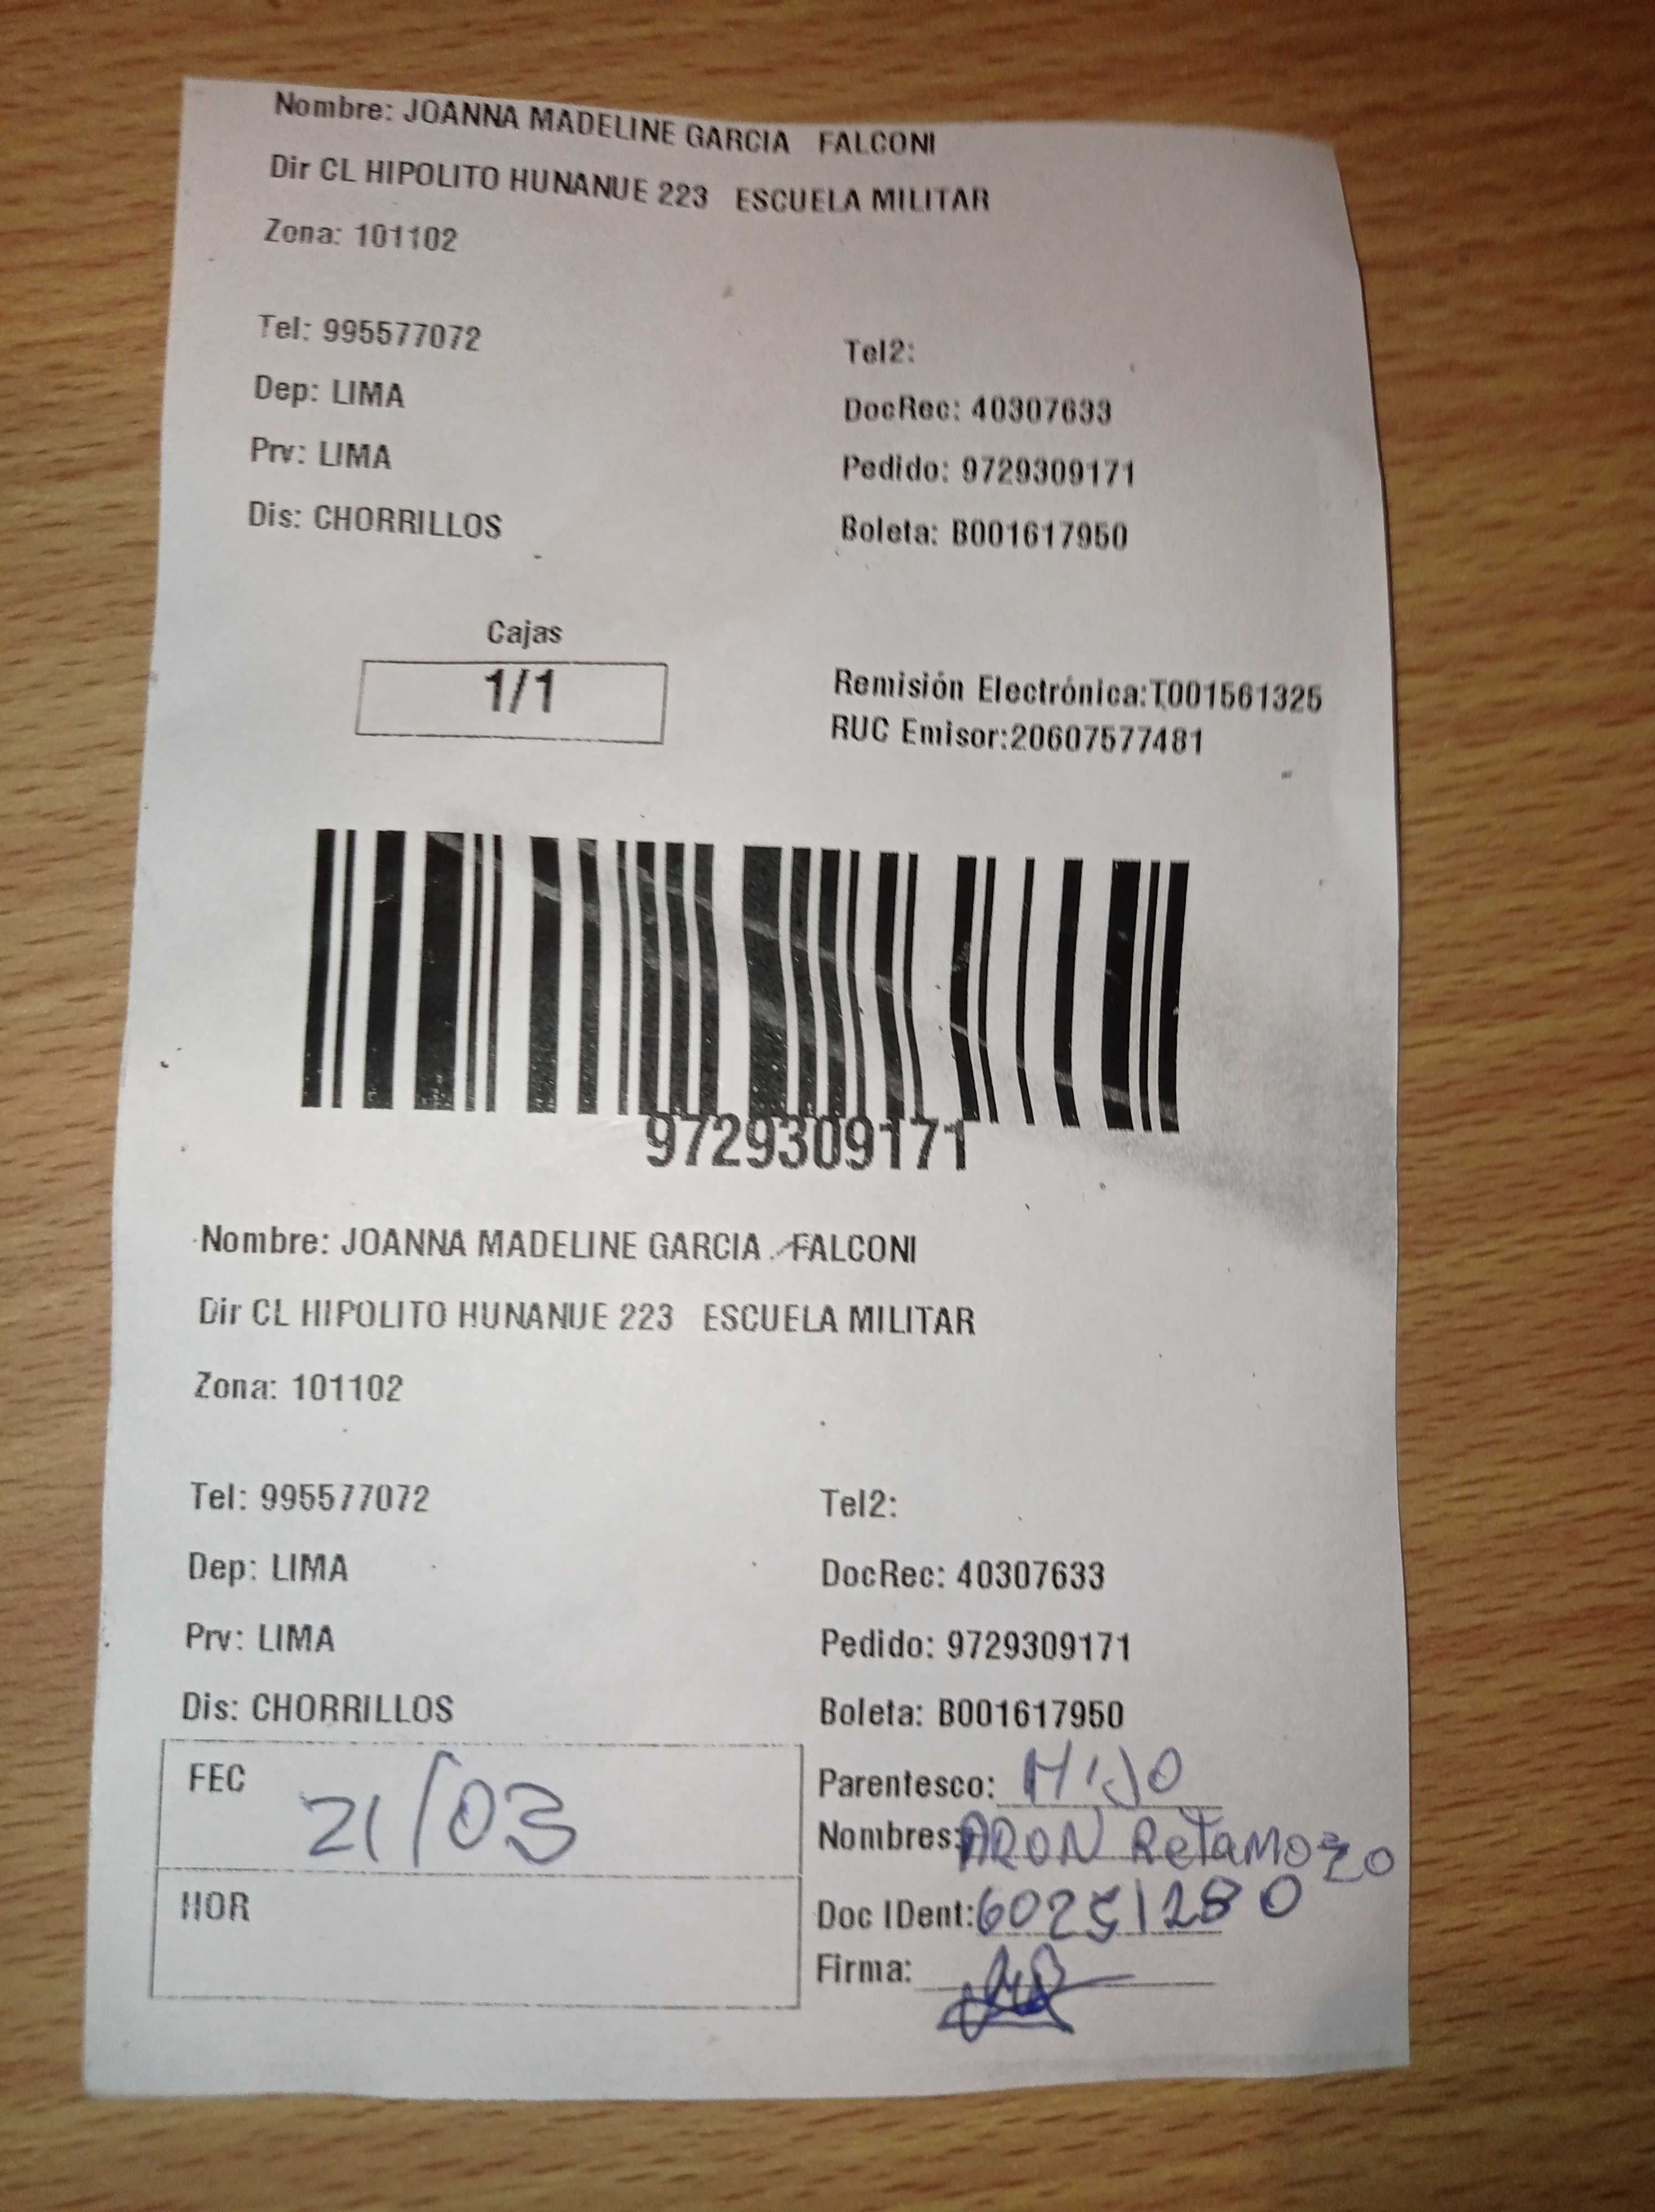 Nombre: JOANNA MADELINE GARCIA FALCONI
Dir CL HIPOLITO HUNANUE 223 ESCUELA MILITAR
Zona: 101102
Tel: 995577072 Tel2:
Dep: LIMA DocRec: 40307633
Prv: LIMA Pedido: 9729309171
Dis: CHORRILLOS Boleta: B001617950
Cajas
1/1
Remisión Electrónica:T001561325
RUC Emisor:20607577481
9729309171
Nombre: JOANNA MADELINE GARCIA FALCONI
Dir CL HIPOLITO HUNANUE 223 ESCUELA MILITAR
Zona: 101102
Tel: 995577072 Tel2:
Dep: LIMA DocRec: 40307633
Prv: LIMA Pedido: 9729309171
Dis: CHORRILLOS Boleta: B001617950
FEC 21/03 Parentesco: HiJO
Nombres: ARON RetaMozo
HOR Doc IDent: 60251280
Firma: